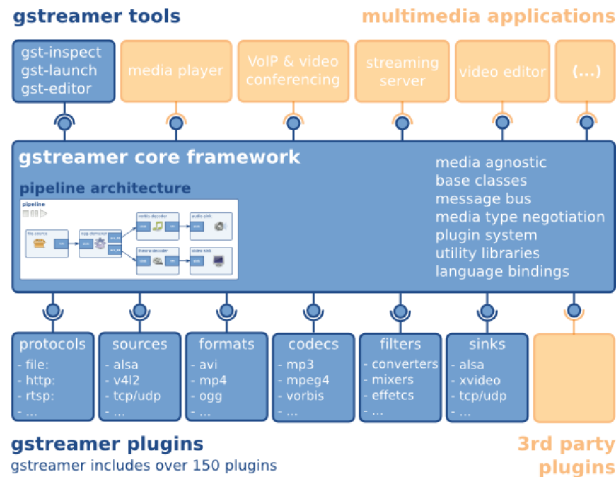 gstreamer tools
multimedia applications
gst-inspect
gst-launch
gst-editor
media player
VoIP & video
conferencing
streaming
server
video editor
(...)
gstreamer core framework
pipeline architecture
media agnostic
base classes
message bus
media type negotiation
plugin system
utility libraries
language bindings
pipeline
protocols
- file:
- http:
- rtsp:
- ...
sources
- alsa
- v4l2
- tcp/udp
- ...
formats
- avi
- mp4
- ogg
- ...
codecs
- mp3
- mpeg4
- vorbis
- ...
filters
- converters
- mixers
- effetcs
- ...
sinks
- alsa
- xvideo
- tcp/udp
- ...
gstreamer plugins
gstreamer includes over 150 plugins
3rd party
plugins